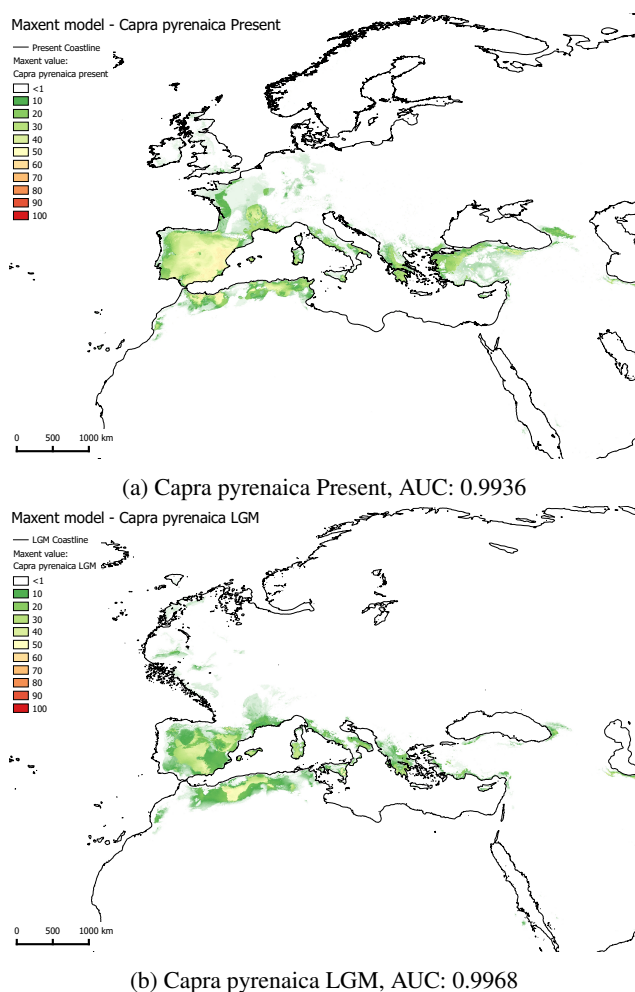 Maxent model - Capra pyrenaica Present
Present Coastline
Maxent value:
Capra pyrenaica present
<1
10
20
30
40
50
60
70
80
90
100
0 500 1000 km
(a) Capra pyrenaica Present, AUC: 0.9936
Maxent model - Capra pyrenaica LGM
LGM Coastline
Maxent value:
Capra pyrenaica LGM
<1
10
20
30
40
50
60
70
80
90
100
0 500 1000 km
(b) Capra pyrenaica LGM, AUC: 0.9968